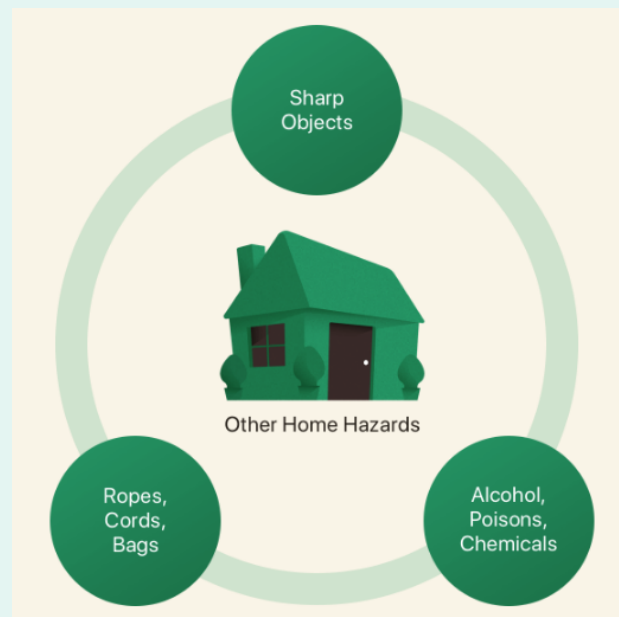 Sharp
Objects
Other Home Hazards
Ropes,
Cords,
Bags
Alcohol,
Poisons,
Chemicals